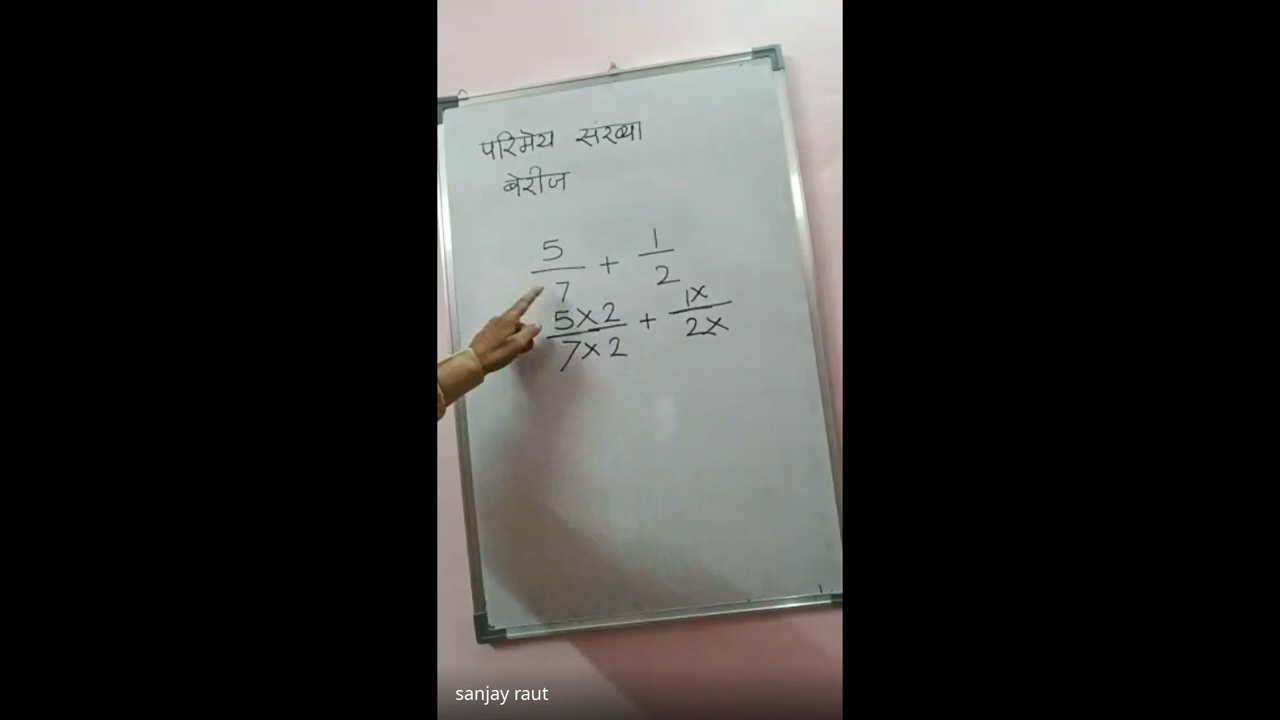 परिमेय संख्या
बेरीज
5/7 + 1/2
5×2/7×2 + 1×/2×
sanjay raut